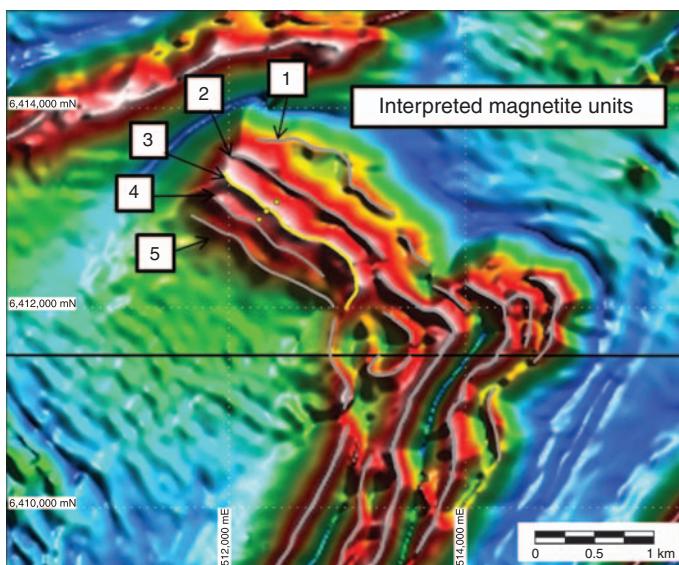 1
2
6,414,000 mN
Interpreted magnetite units
3
4
5
6,412,000 mN
6,410,000 mN
512,000 mE
514,000 mE
0 0.5 1 km